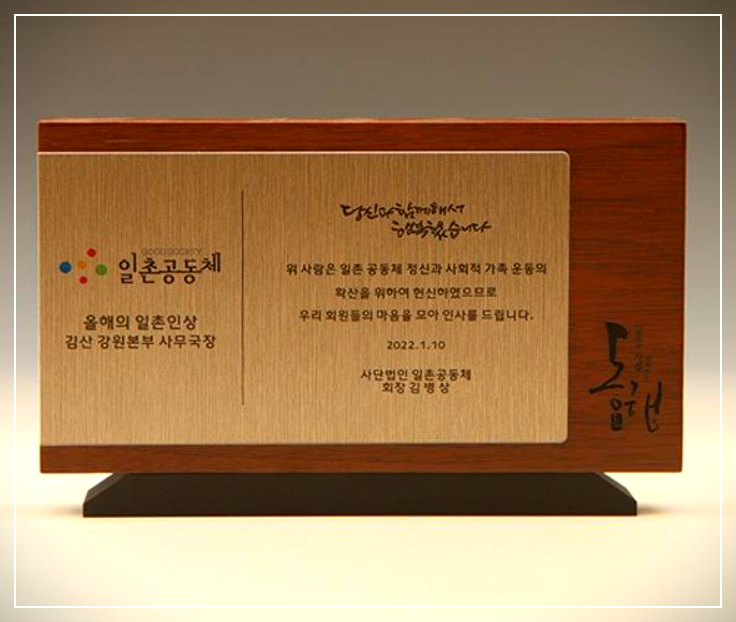 GOOD SOCIETY
일촌공동체
올해의 일촌인상
김산 강원본부 사무국장
당신과 함께해서
행복했습니다
위 사람은 일촌 공동체 정신과 사회적 가족 운동의
확산을 위하여 헌신하였으므로
우리 회원들의 마음을 모아 인사를 드립니다.
2022.1.10
사단법인 일촌공동체
회장 김 병 상
동행